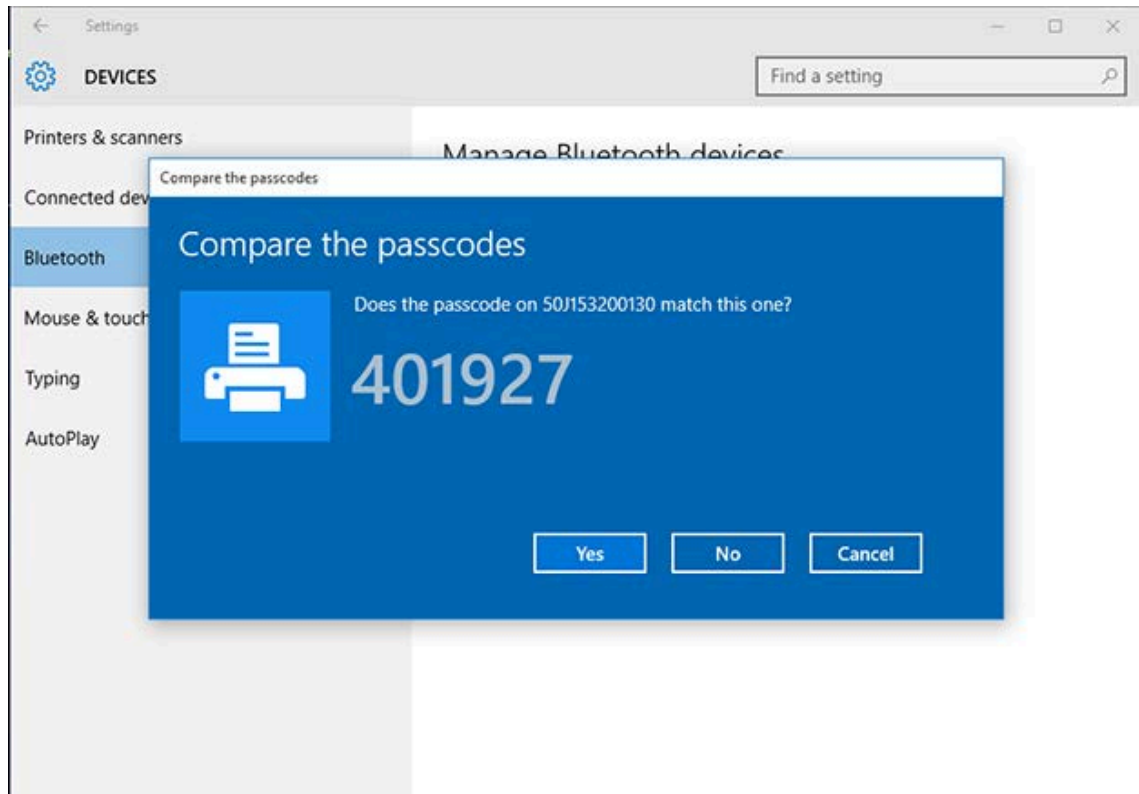 Settings
DEVICES
Find a setting
Printers & scanners
Manage Bluetooth devices
Connected dev
Bluetooth
Mouse & touch
Typing
AutoPlay
Compare the passcodes
Compare the passcodes
Does the passcode on 50J153200130 match this one?
401927
Yes No Cancel